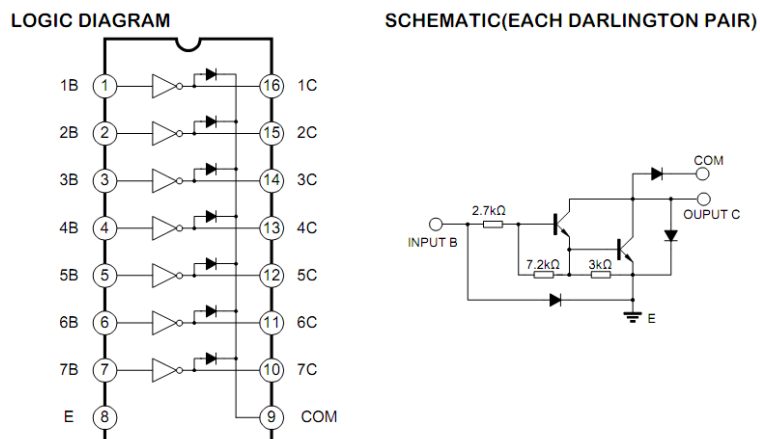 LOGIC DIAGRAM
1B 1 16 1C
2B 2 15 2C
3B 3 14 3C
4B 4 13 4C
5B 5 12 5C
6B 6 11 6C
7B 7 10 7C
E 8 9 COM
SCHEMATIC(EACH DARLINGTON PAIR)
COM
2.7kΩ
OUPUT C
INPUT B
7.2kΩ 3kΩ
E